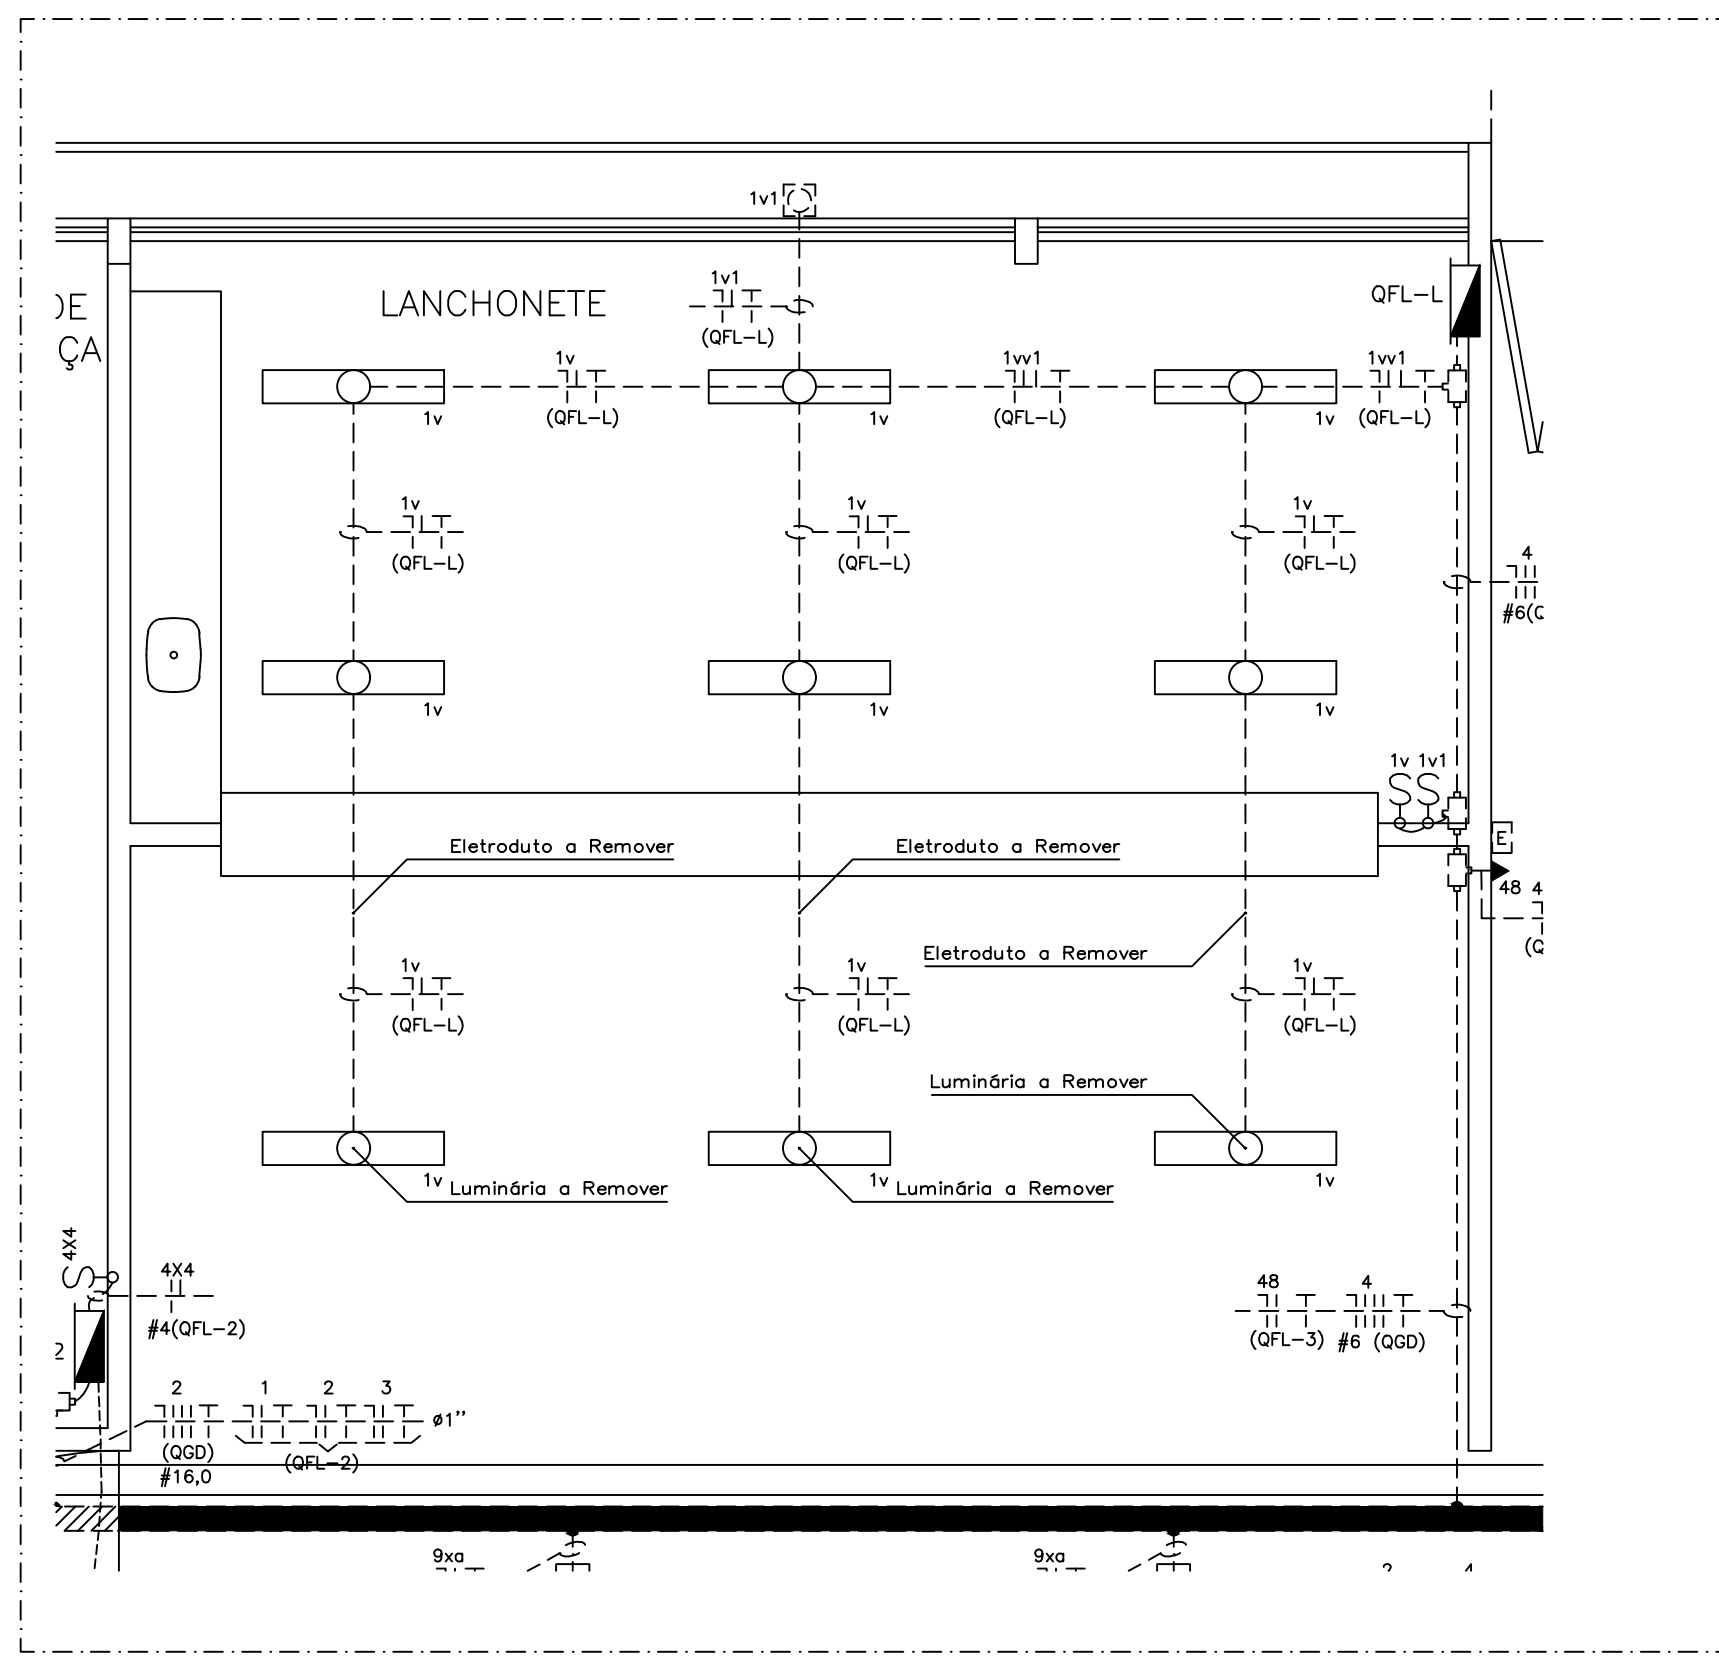 1v1
DE
ÇA
LANCHONETE
1v1
(QFL-L)
QFL-L
1v
(QFL-L)
1vv1
(QFL-L)
1vv1
(QFL-L)
1v
1v
1v
1v
(QFL-L)
1v
(QFL-L)
1v
(QFL-L)
4
#6(Q
1v
1v
1v
1v 1v1
SS
Eletroduto a Remover
Eletroduto a Remover
E
48 4
(Q
Eletroduto a Remover
1v
(QFL-L)
1v
(QFL-L)
1v
(QFL-L)
Luminária a Remover
1v
Luminária a Remover
1v
Luminária a Remover
1v
4X4
S
4X4
#4(QFL-2)
48
(QFL-3)
4
#6 (QGD)
2
2
(QGD)
#16,0
1 2 3
ø1''
(QFL-2)
9xa
9xa